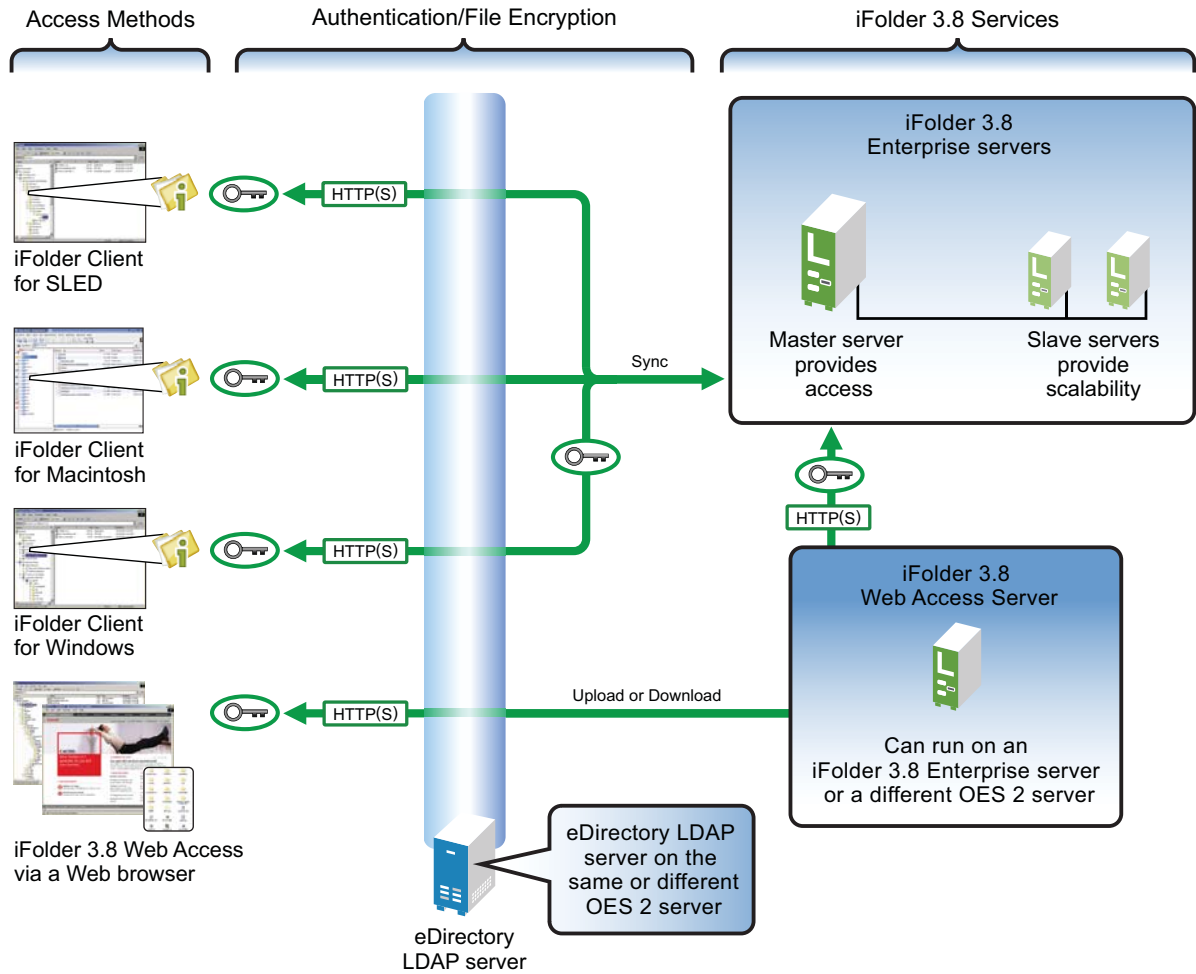 Access Methods
Authentication/File Encryption
iFolder 3.8 Services
iFolder 3.8
Enterprise servers
HTTP(S)
iFolder Client
for SLED
Master server
provides
access
Slave servers
provide
scalability
HTTP(S)
Sync
iFolder Client
for Macintosh
HTTP(S)
HTTP(S)
iFolder Client
for Windows
iFolder 3.8
Web Access Server
Upload or Download
HTTP(S)
Can run on an
iFolder 3.8 Enterprise server
or a different OES 2 server
iFolder 3.8 Web Access
via a Web browser
eDirectory LDAP
server on the
same or different
OES 2 server
eDirectory
LDAP server